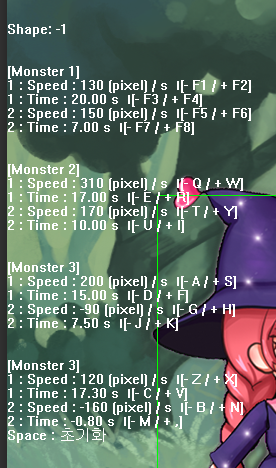 Shape: -1
[Monster 1]
1 : Speed : 130 (pixel) / s  I[- F1 / + F2]
1 : Time : 20.00 s  I[- F3 / + F4]
2 : Speed : 150 (pixel) / s  I[- F5 / + F6]
2 : Time : 7.00 s  I[- F7 / + F8]
[Monster 2]
1 : Speed : 310 (pixel) / s  I[- Q / + W]
1 : Time : 17.00 s  I[- E / + R]
2 : Speed : 170 (pixel) / s  I[- T / + Y]
2 : Time : 10.00 s  I[- U / + I]
[Monster 3]
1 : Speed : 200 (pixel) / s  I[- A / + S]
1 : Time : 15.00 s  I[- D / + F]
2 : Speed : -90 (pixel) / s  I[- G / + H]
2 : Time : 7.50 s  I[- J / + K]
[Monster 3]
1 : Speed : 120 (pixel) / s  I[- Z / + X]
1 : Time : 17.30 s  I[- C / + V]
2 : Speed : -160 (pixel) / s  I[- B / + N]
2 : Time : -0.80 s  I[- M / + ,]
Space : 초기화